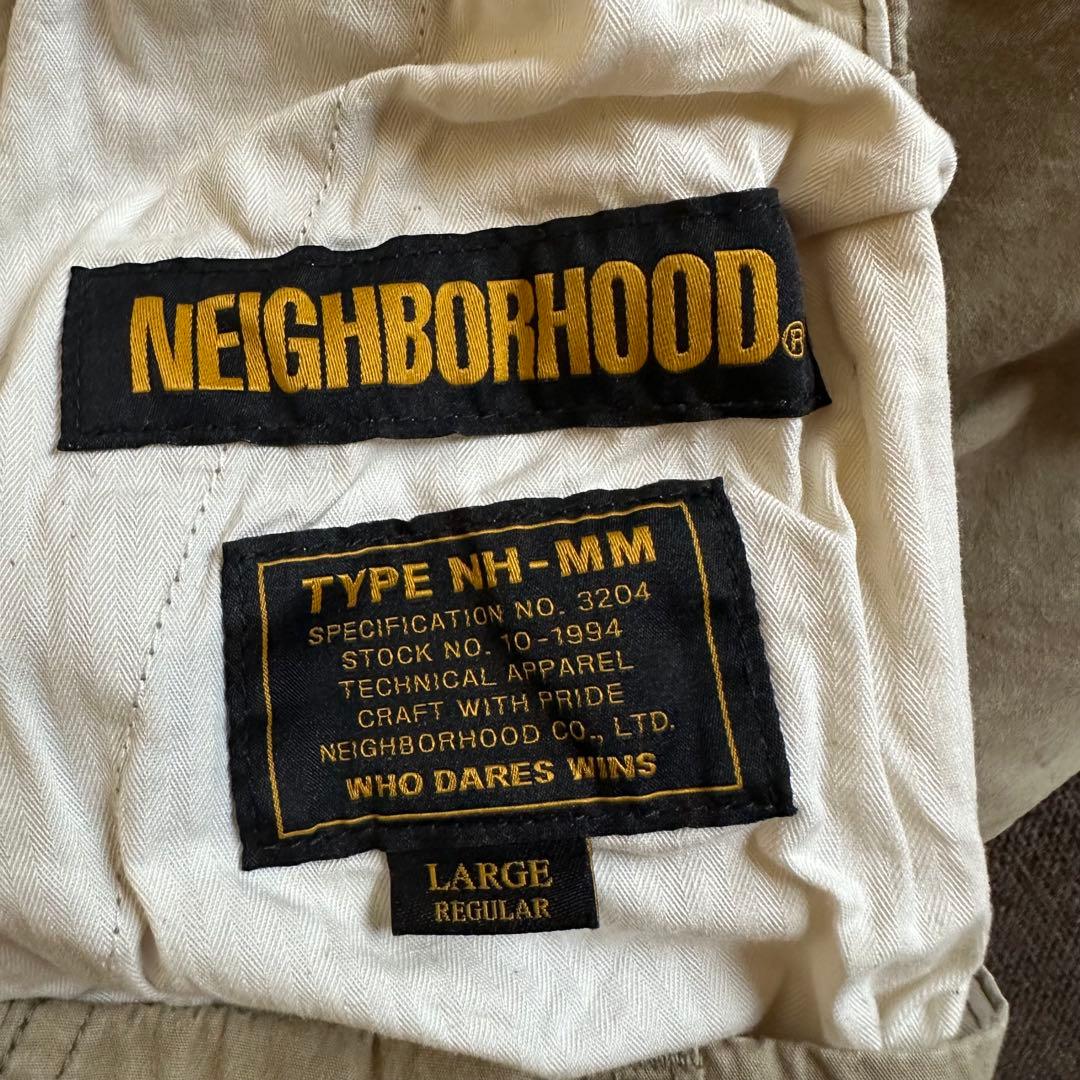 NEIGHBORHOOD®
TYPE NH-MM
SPECIFICATION NO. 3204
STOCK NO. 10-1994
TECHNICAL APPAREL
CRAFT WITH PRIDE
NEIGHBORHOOD CO., LTD.
WHO DARES WINS
LARGE
REGULAR